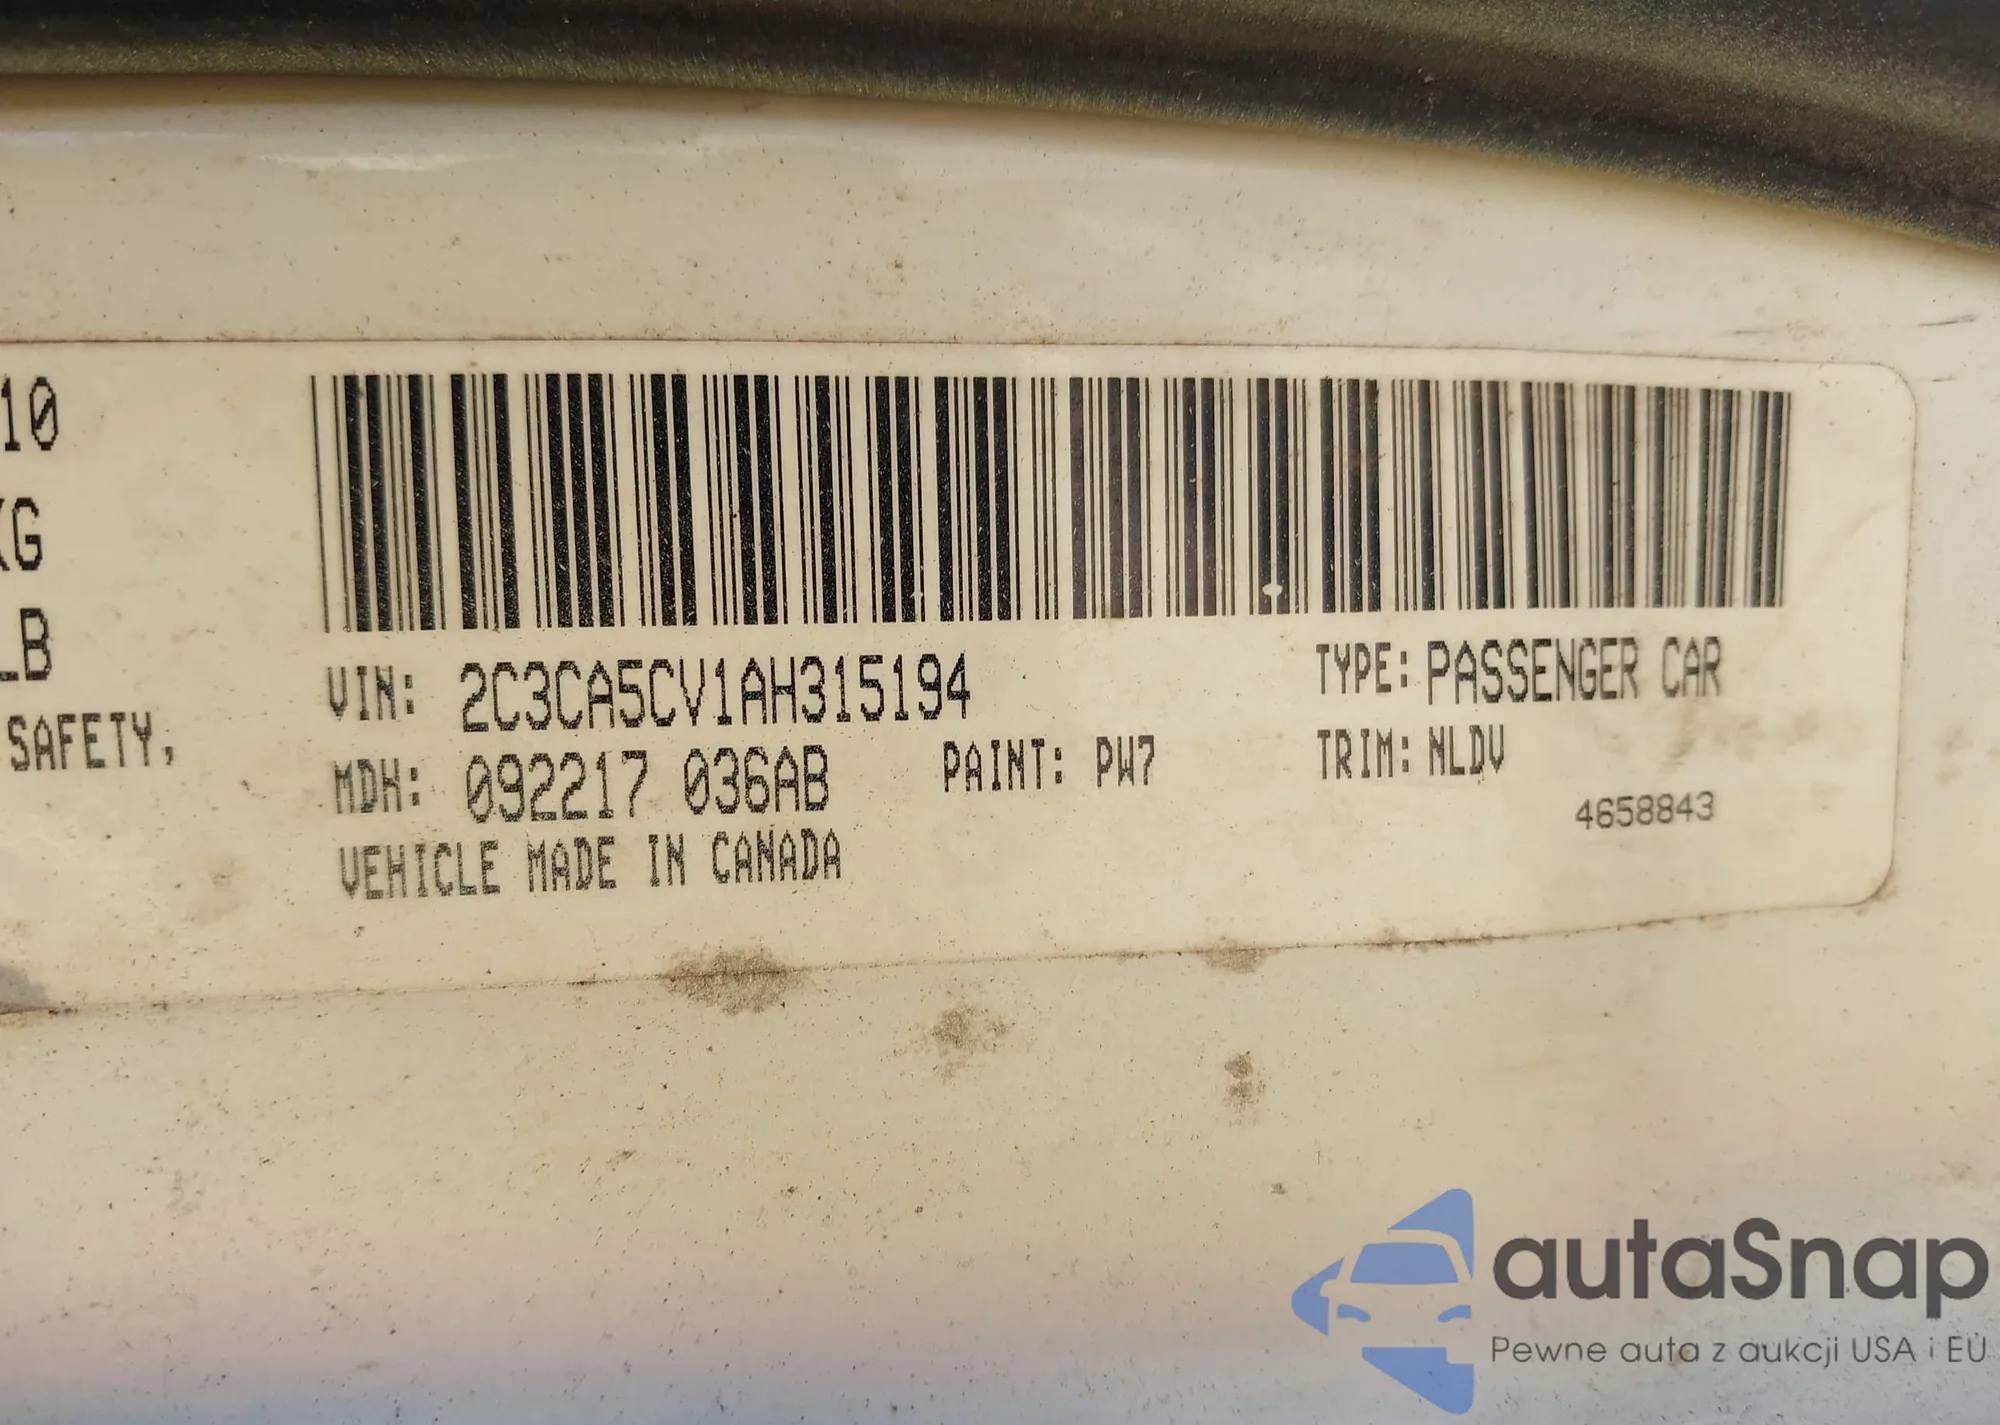 10
KG
LB
SAFETY,
VIN: 2C3CA5CV1AH315194
TYPE: PASSENGER CAR
MDH: 092217 036AB
PAINT: PW7
TRIM: NLDV
4658843
VEHICLE MADE IN CANADA
autaSnap
Pewne auta z aukcji USA i EU